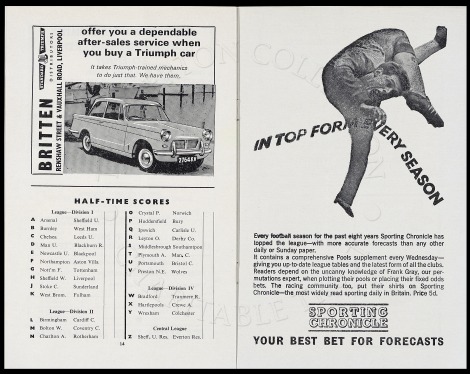 offer you a dependable
after-sales service when
you buy a Triumph car
It takes Triumph-trained mechanics
to do just that. We have them.
STANDARD TRIUMPH
DISTRIBUTORS
BRITTEN
RENSHAW STREET & VAUXHALL ROAD, LIVERPOOL
HALF-TIME SCORES
League—Division I
A Arsenal Sheffield U.
B Burnley West Ham
C Chelsea Leeds U.
D Man U. Blackburn R.
E Newcastle U. Blackpool
F Northampton Aston Villa
G Nott'm F. Tottenham
H Sheffield W. Liverpool
J Stoke C. Sunderland
K West Brom. Fulham
League—Division II
L Birmingham Cardiff C.
M Bolton W. Coventry C.
N Charlton A. Rotherham
O Crystal P. Norwich
P Huddersfield Bury
Q Ipswich Carlisle U.
R Leyton O. Derby Co.
S Middlesbrough Southampton
T Plymouth A. Man. C.
U Portsmouth Bristol C.
V Preston N.E. Wolves
League—Division IV
W Bradford Tranmere R.
X Hartlepools Crewe A.
Y Wrexham Colchester
Central League
Z Sheff. U. Res. Everton Res.
14
IN TOP FORM EVERY SEASON
Every football season for the past eight years Sporting Chronicle has
topped the league—with more accurate forecasts than any other
daily or Sunday paper.
It contains a comprehensive Pools supplement every Wednesday—
giving you up-to-date league tables and the latest form of all the clubs.
Readers depend on the uncanny knowledge of Frank Gray, our per-
mutations expert, when plotting their pools or placing their food odds
bets. The racing community too, put their shirts on Sporting
Chronicle—the most widely read sporting daily in Britain. Price 5d.
SPORTING
CHRONICLE
YOUR BEST BET FOR FORECASTS